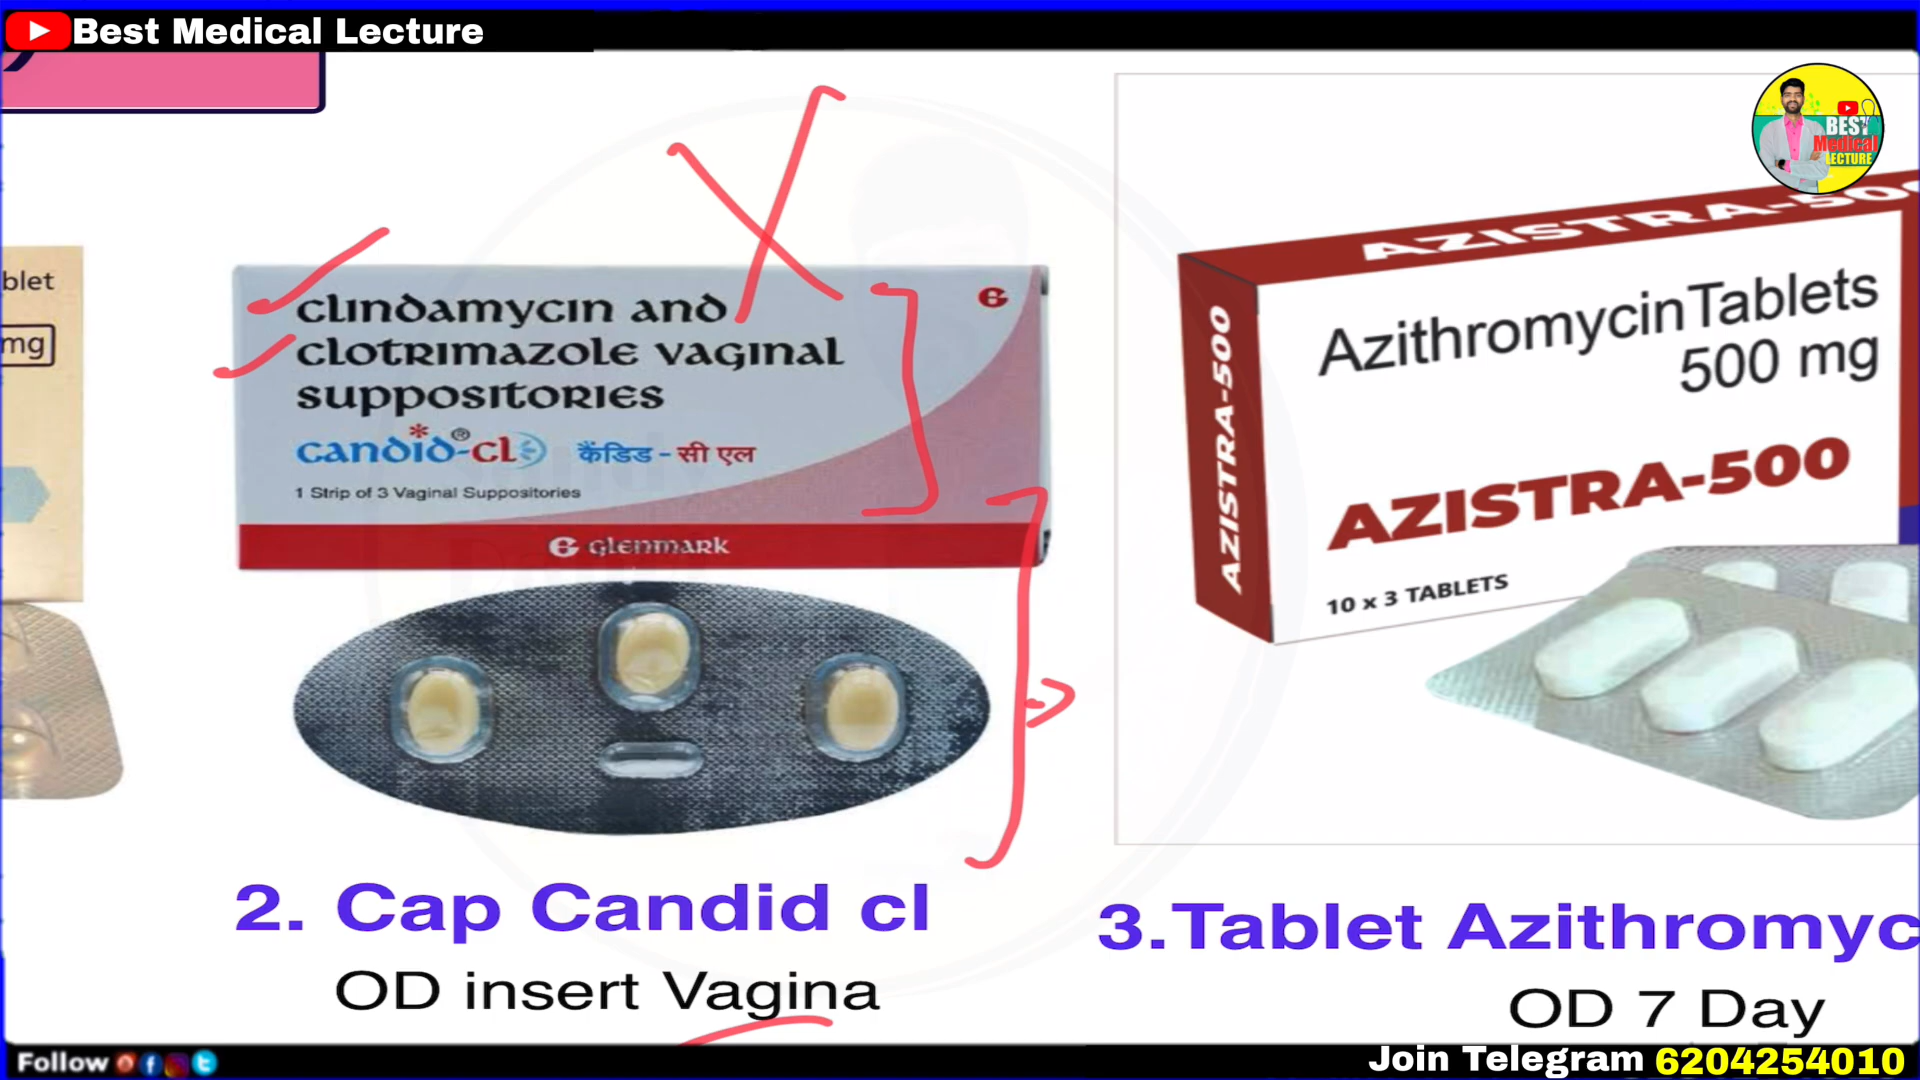 Best Medical Lecture
BEST
Medical
LECTURE
blet
mg
clindamycin and
clotrimazole vaginal
suppositories
candid-cl
®
कैंडिड - सी एल
1 Strip of 3 Vaginal Suppositories
glenmark
AZISTRA-500
AZISTRA-500
Azithromycin Tablets
500 mg
AZISTRA-500
10 x 3 TABLETS
2. Cap Candid cl
OD insert Vagina
3.Tablet Azithromyc
OD 7 Day
Follow
Join Telegram 6204254010